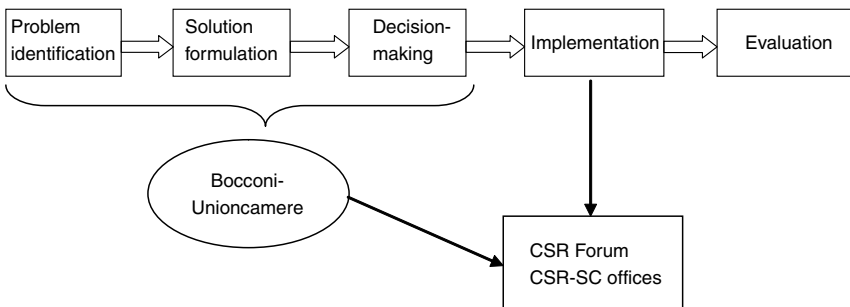 Problem
identification
Solution
formulation
Decision-
making
Implementation
Evaluation
Bocconi-
Unioncamere
CSR Forum
CSR-SC offices